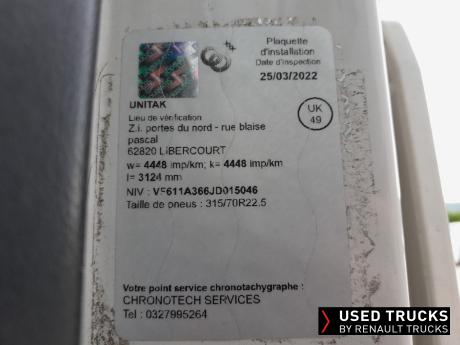 Plaquette
d'installation
Date d'inspection
25/03/2022
UNITAK
Lieu de vérification
Z.i. portes du nord - rue blaise
pascal
62820 LiBERCOURT
UK
49
w= 4448 imp/km; k= 4448 imp/km
l= 3124 mm
NIV : VF611A366JD015046
Taille de pneus : 315/70R22.5
Votre point service chronotachygraphe :
CHRONOTECH SERVICES
Tel : 0327995264
USED TRUCKS
BY RENAULT TRUCKS